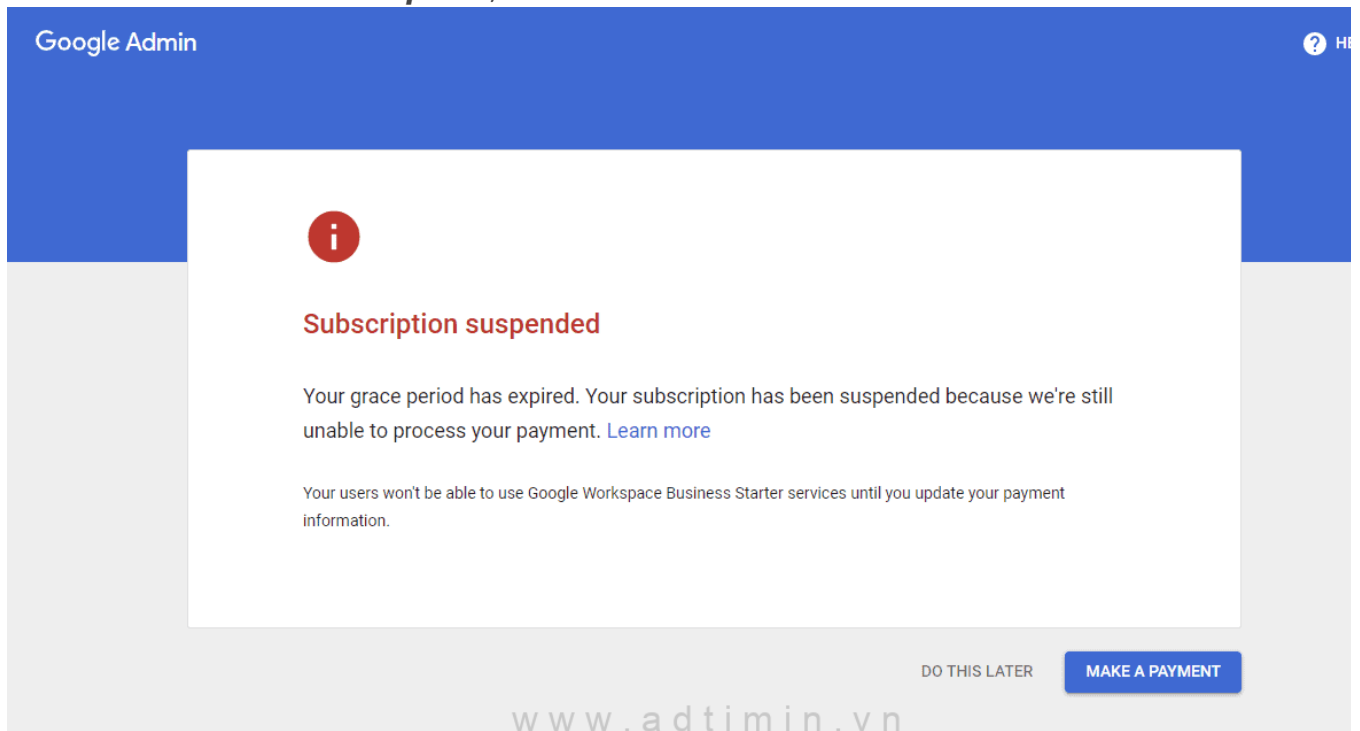 Google Admin
HE
Subscription suspended
Your grace period has expired. Your subscription has been suspended because we're still
unable to process your payment. Learn more
Your users won't be able to use Google Workspace Business Starter services until you update your payment
information.
DO THIS LATER
MAKE A PAYMENT
www.adtimin.vn